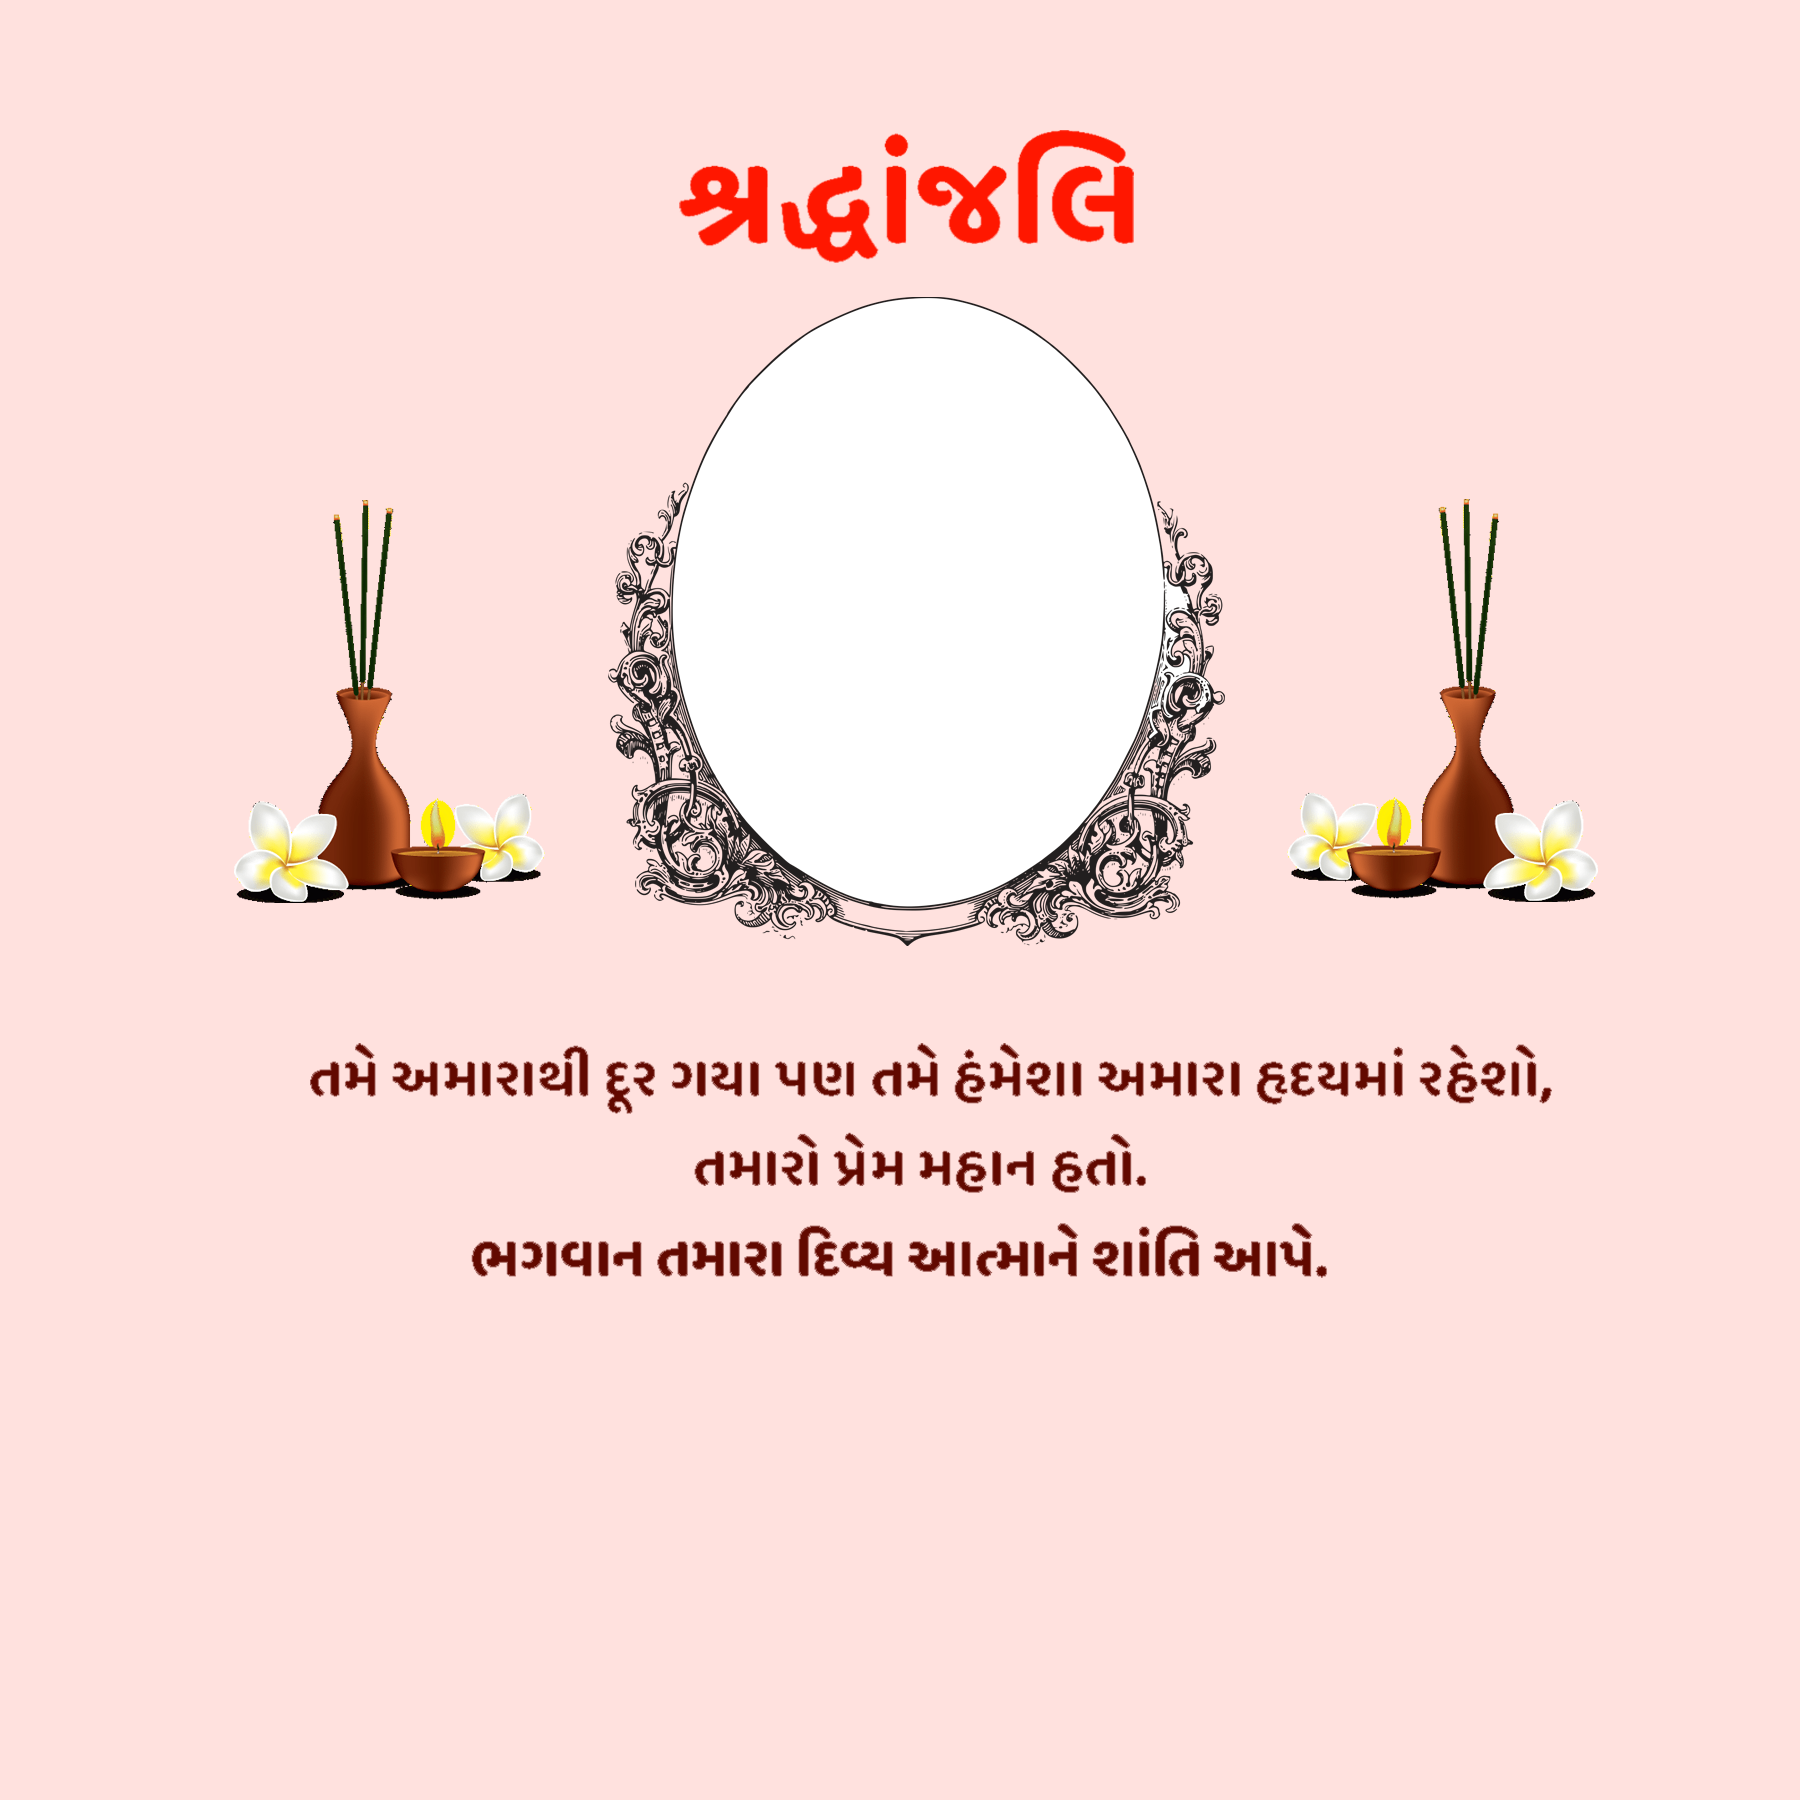 શ્રદ્ધાંજલિ
તમે અમારાથી દૂર ગયા પણ તમે હંમેશા અમારા હૃદયમાં રહેશો,
તમારો પ્રેમ મહાન હતો.
ભગવાન તમારા દિવ્ય આત્માને શાંતિ આપે.